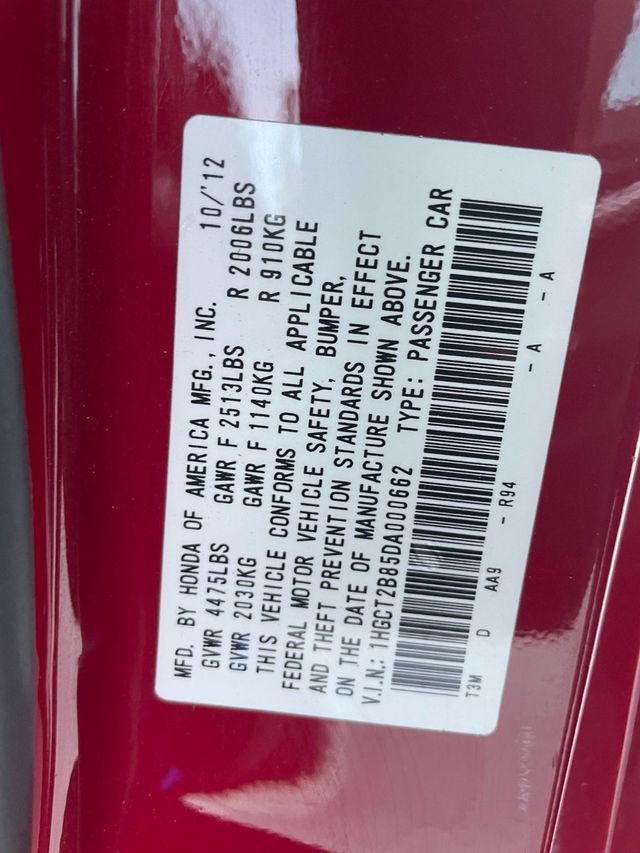 MFD. BY HONDA OF AMERICA MFG., INC. 10/'12
GVWR 4475LBS GAWR F 2513LBS R 2006LBS
GVWR 2030KG GAWR F 1140KG R 910KG
THIS VEHICLE CONFORMS TO ALL APPLICABLE
FEDERAL MOTOR VEHICLE SAFETY, BUMPER,
AND THEFT PREVENTION STANDARDS IN EFFECT
ON THE DATE OF MANUFACTURE SHOWN ABOVE.
V.I.N.: 1HGCT2B85DA000662 TYPE: PASSENGER CAR
T3M D AA9 - R94 - A - A